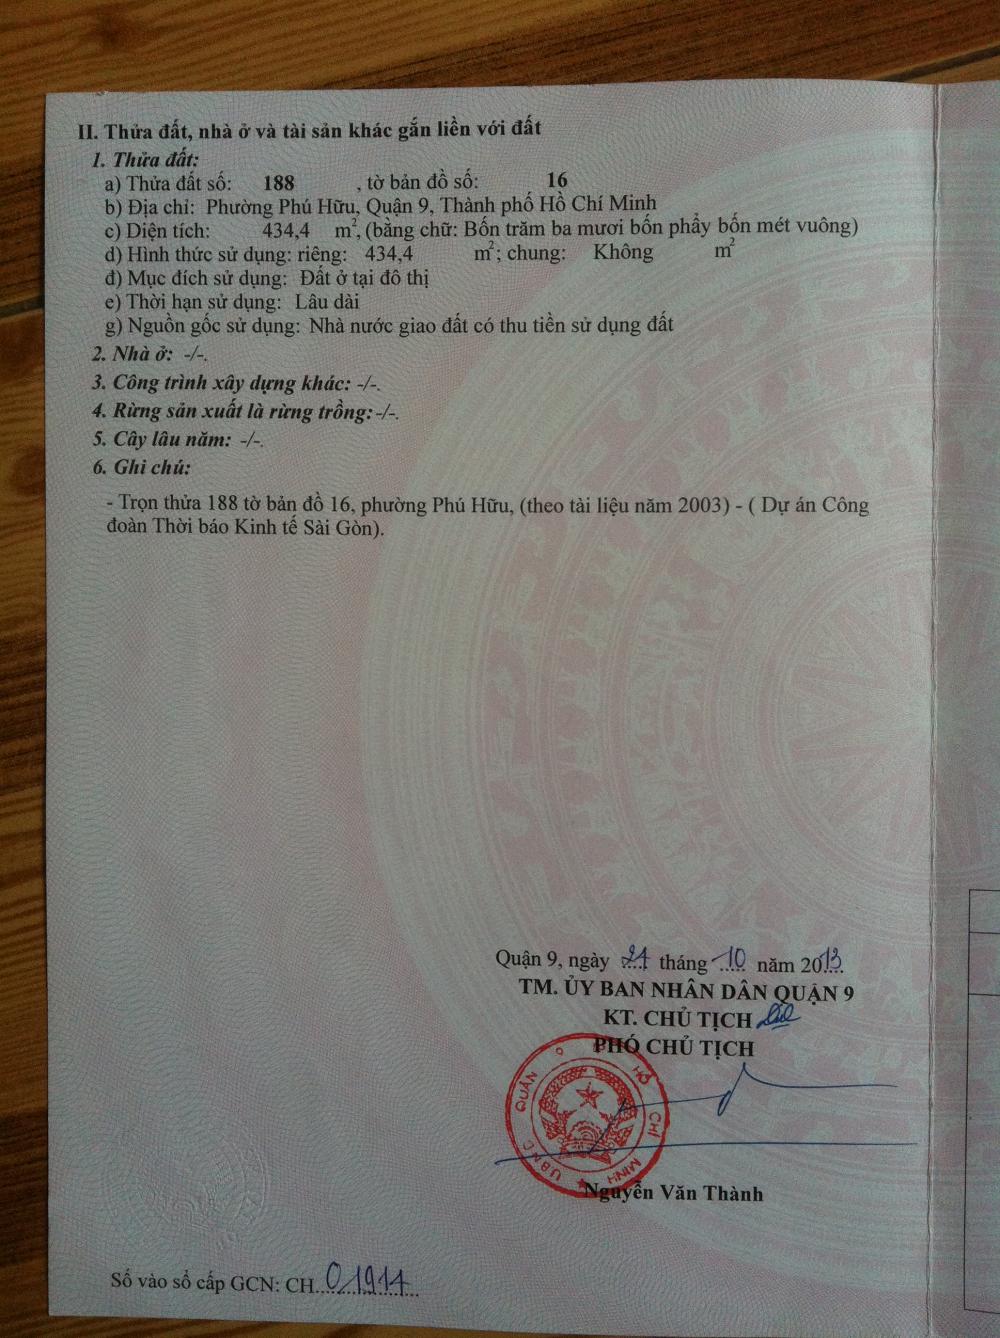 II. Thửa đất, nhà ở và tài sản khác gắn liền với đất
1. Thửa đất:
a) Thửa đất số: 188 , tờ bản đồ số: 16
b) Địa chỉ: Phường Phú Hữu, Quận 9, Thành phố Hồ Chí Minh
c) Diện tích: 434,4 m², (bằng chữ: Bốn trăm ba mươi bốn phẩy bốn mét vuông)
d) Hình thức sử dụng: riêng: 434,4 m²; chung: Không m²
đ) Mục đích sử dụng: Đất ở tại đô thị
e) Thời hạn sử dụng: Lâu dài
g) Nguồn gốc sử dụng: Nhà nước giao đất có thu tiền sử dụng đất
2. Nhà ở: -/-.
3. Công trình xây dựng khác: -/-.
4. Rừng sản xuất là rừng trồng: -/-.
5. Cây lâu năm: -/-.
6. Ghi chú:
- Trọn thửa 188 tờ bản đồ 16, phường Phú Hữu, (theo tài liệu năm 2003) - ( Dự án Công
đoàn Thời báo Kinh tế Sài Gòn).
Quận 9, ngày tháng 10 năm 2013
TM. ỦY BAN NHÂN DÂN QUẬN 9
KT. CHỦ TỊCH
PHÓ CHỦ TỊCH
UBND QUẬN 9 HỒ CHÍ MINH
Nguyễn Văn Thành
Số vào sổ cấp GCN: CH